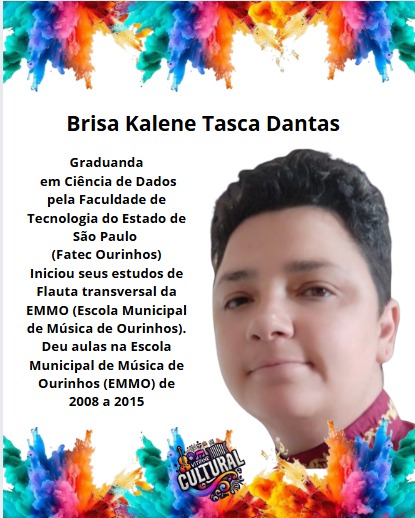 Brisa Kalene Tasca Dantas
Graduanda
em Ciência de Dados
pela Faculdade de
Tecnologia do Estado de
São Paulo
(Fatec Ourinhos)
Iniciou seus estudos de
Flauta transversal da
EMMO (Escola Municipal
de Música de Ourinhos).
Deu aulas na Escola
Municipal de Música de
Ourinhos (EMMO) de
2008 a 2015
CULTURAL